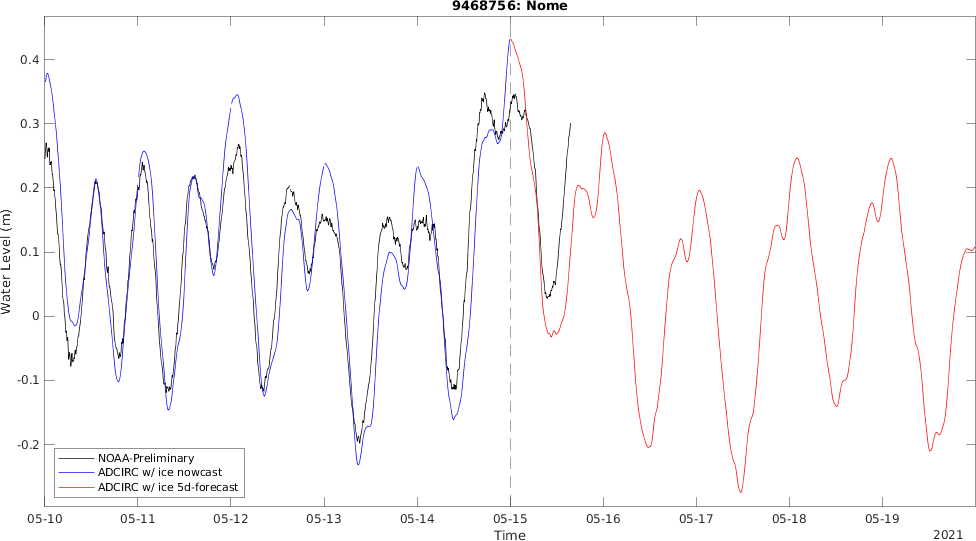 9468756: Nome
Water Level (m)
0.4
0.3
0.2
0.1
0
-0.1
-0.2
NOAA-Preliminary
ADCIRC w/ ice nowcast
ADCIRC w/ ice 5d-forecast
05-10 05-11 05-12 05-13 05-14 05-15 05-16 05-17 05-18 05-19
Time
2021